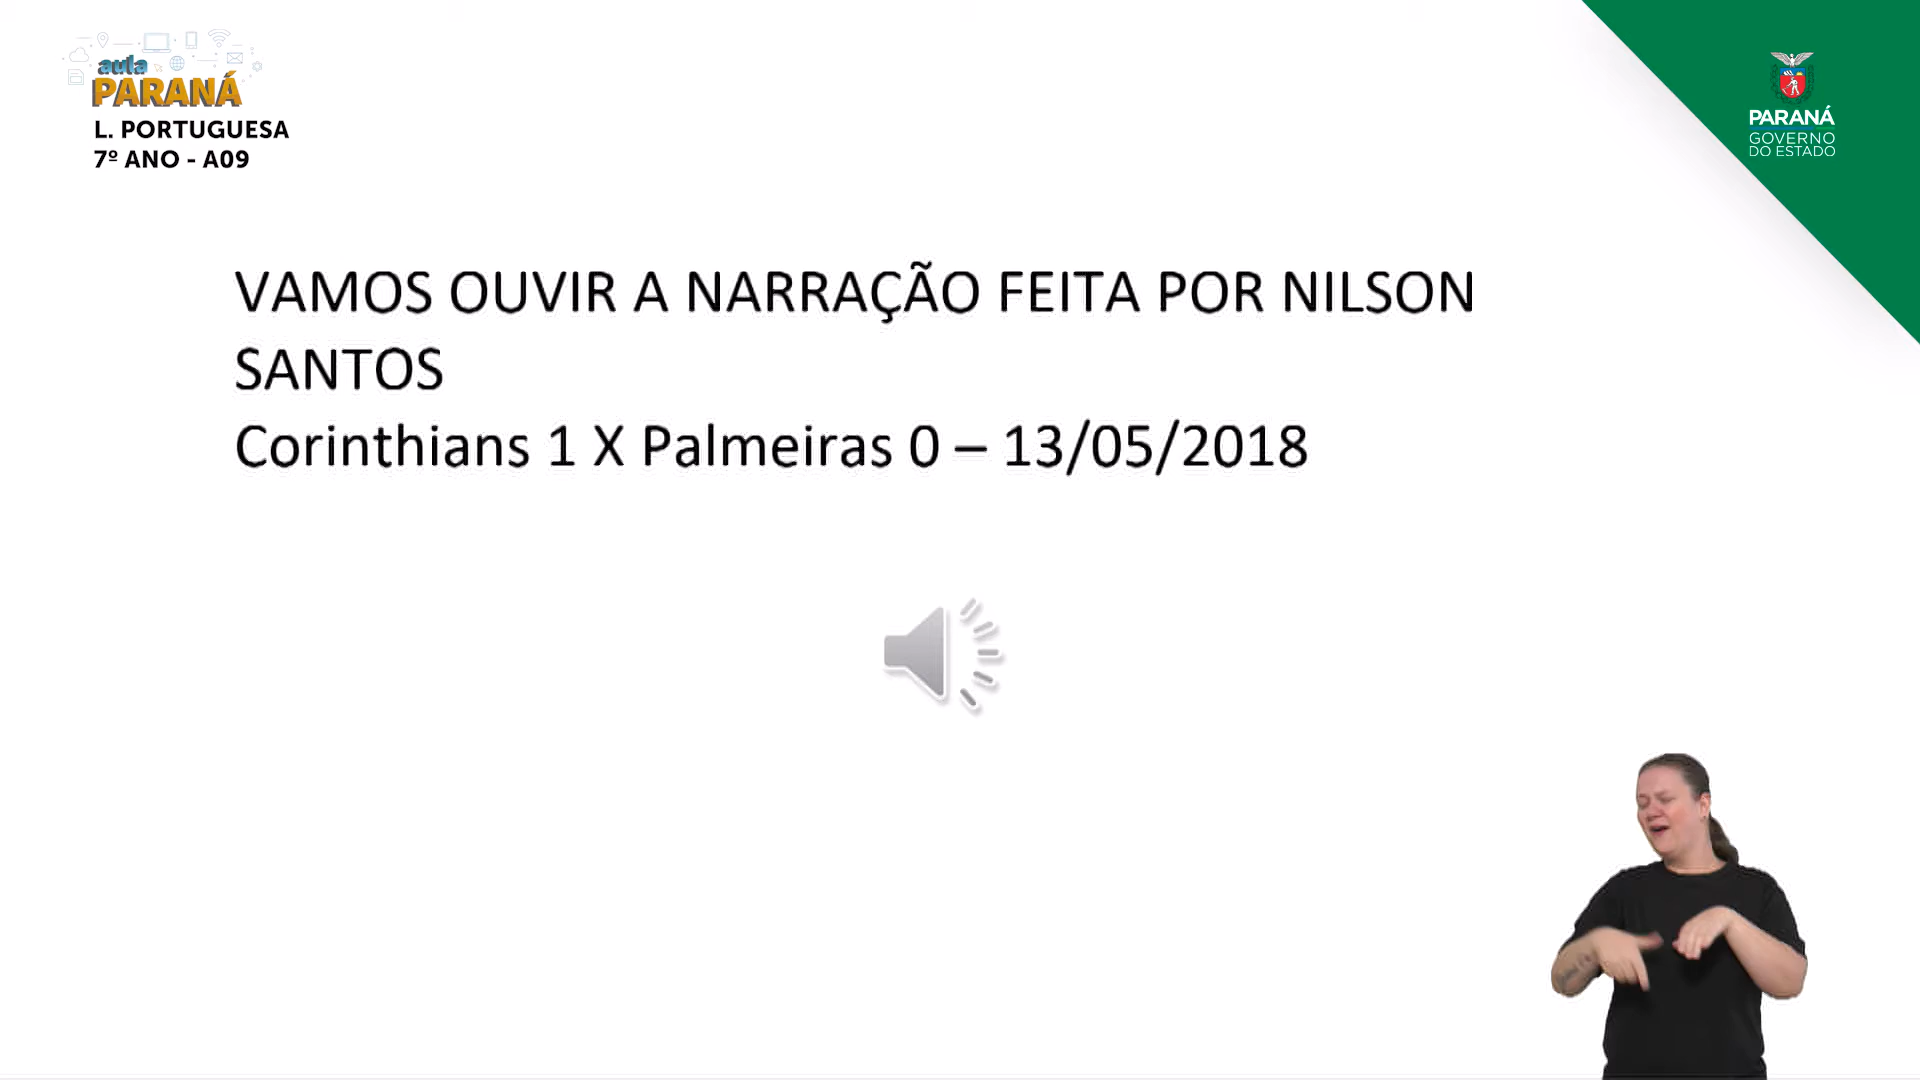 aula
PARANÁ
L. PORTUGUESA
7º ANO - A09
PARANÁ
GOVERNO
DO ESTADO
VAMOS OUVIR A NARRAÇÃO FEITA POR NILSON
SANTOS
Corinthians 1 X Palmeiras 0 – 13/05/2018